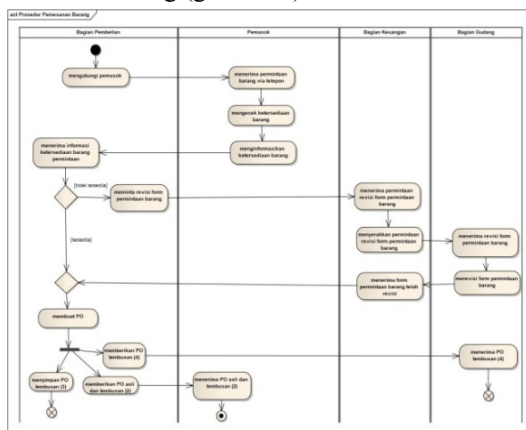 act Prosedur Pemesanan Barang
Bagian Pembelian
Pemasok
Bagian Keuangan
Bagian Gudang
mengubungi pemasok
menerima permintaan
barang via telepon
mengecek ketersediaan
barang
menginformasikan
ketersediaan barang
menerima informasi
ketersediaan barang
permintaan
[tidak tersedia]
meminta revisi form
permintaan barang
menerima permintaan
revisi form permintaan
barang
menyerahkan permintaan
revisi form permintaan
barang
menerima revisi form
permintaan barang
merevisi form permintaan
barang
menerima form
permintaan barang telah
revisi
[tersedia]
membuat PO
memberikan PO
tembusan (4)
menerima PO
tembusan (4)
menyimpan PO
tembusan (3)
memberikan PO asli
dan tembusan (2)
menerima PO asli dan
tembusan (2)